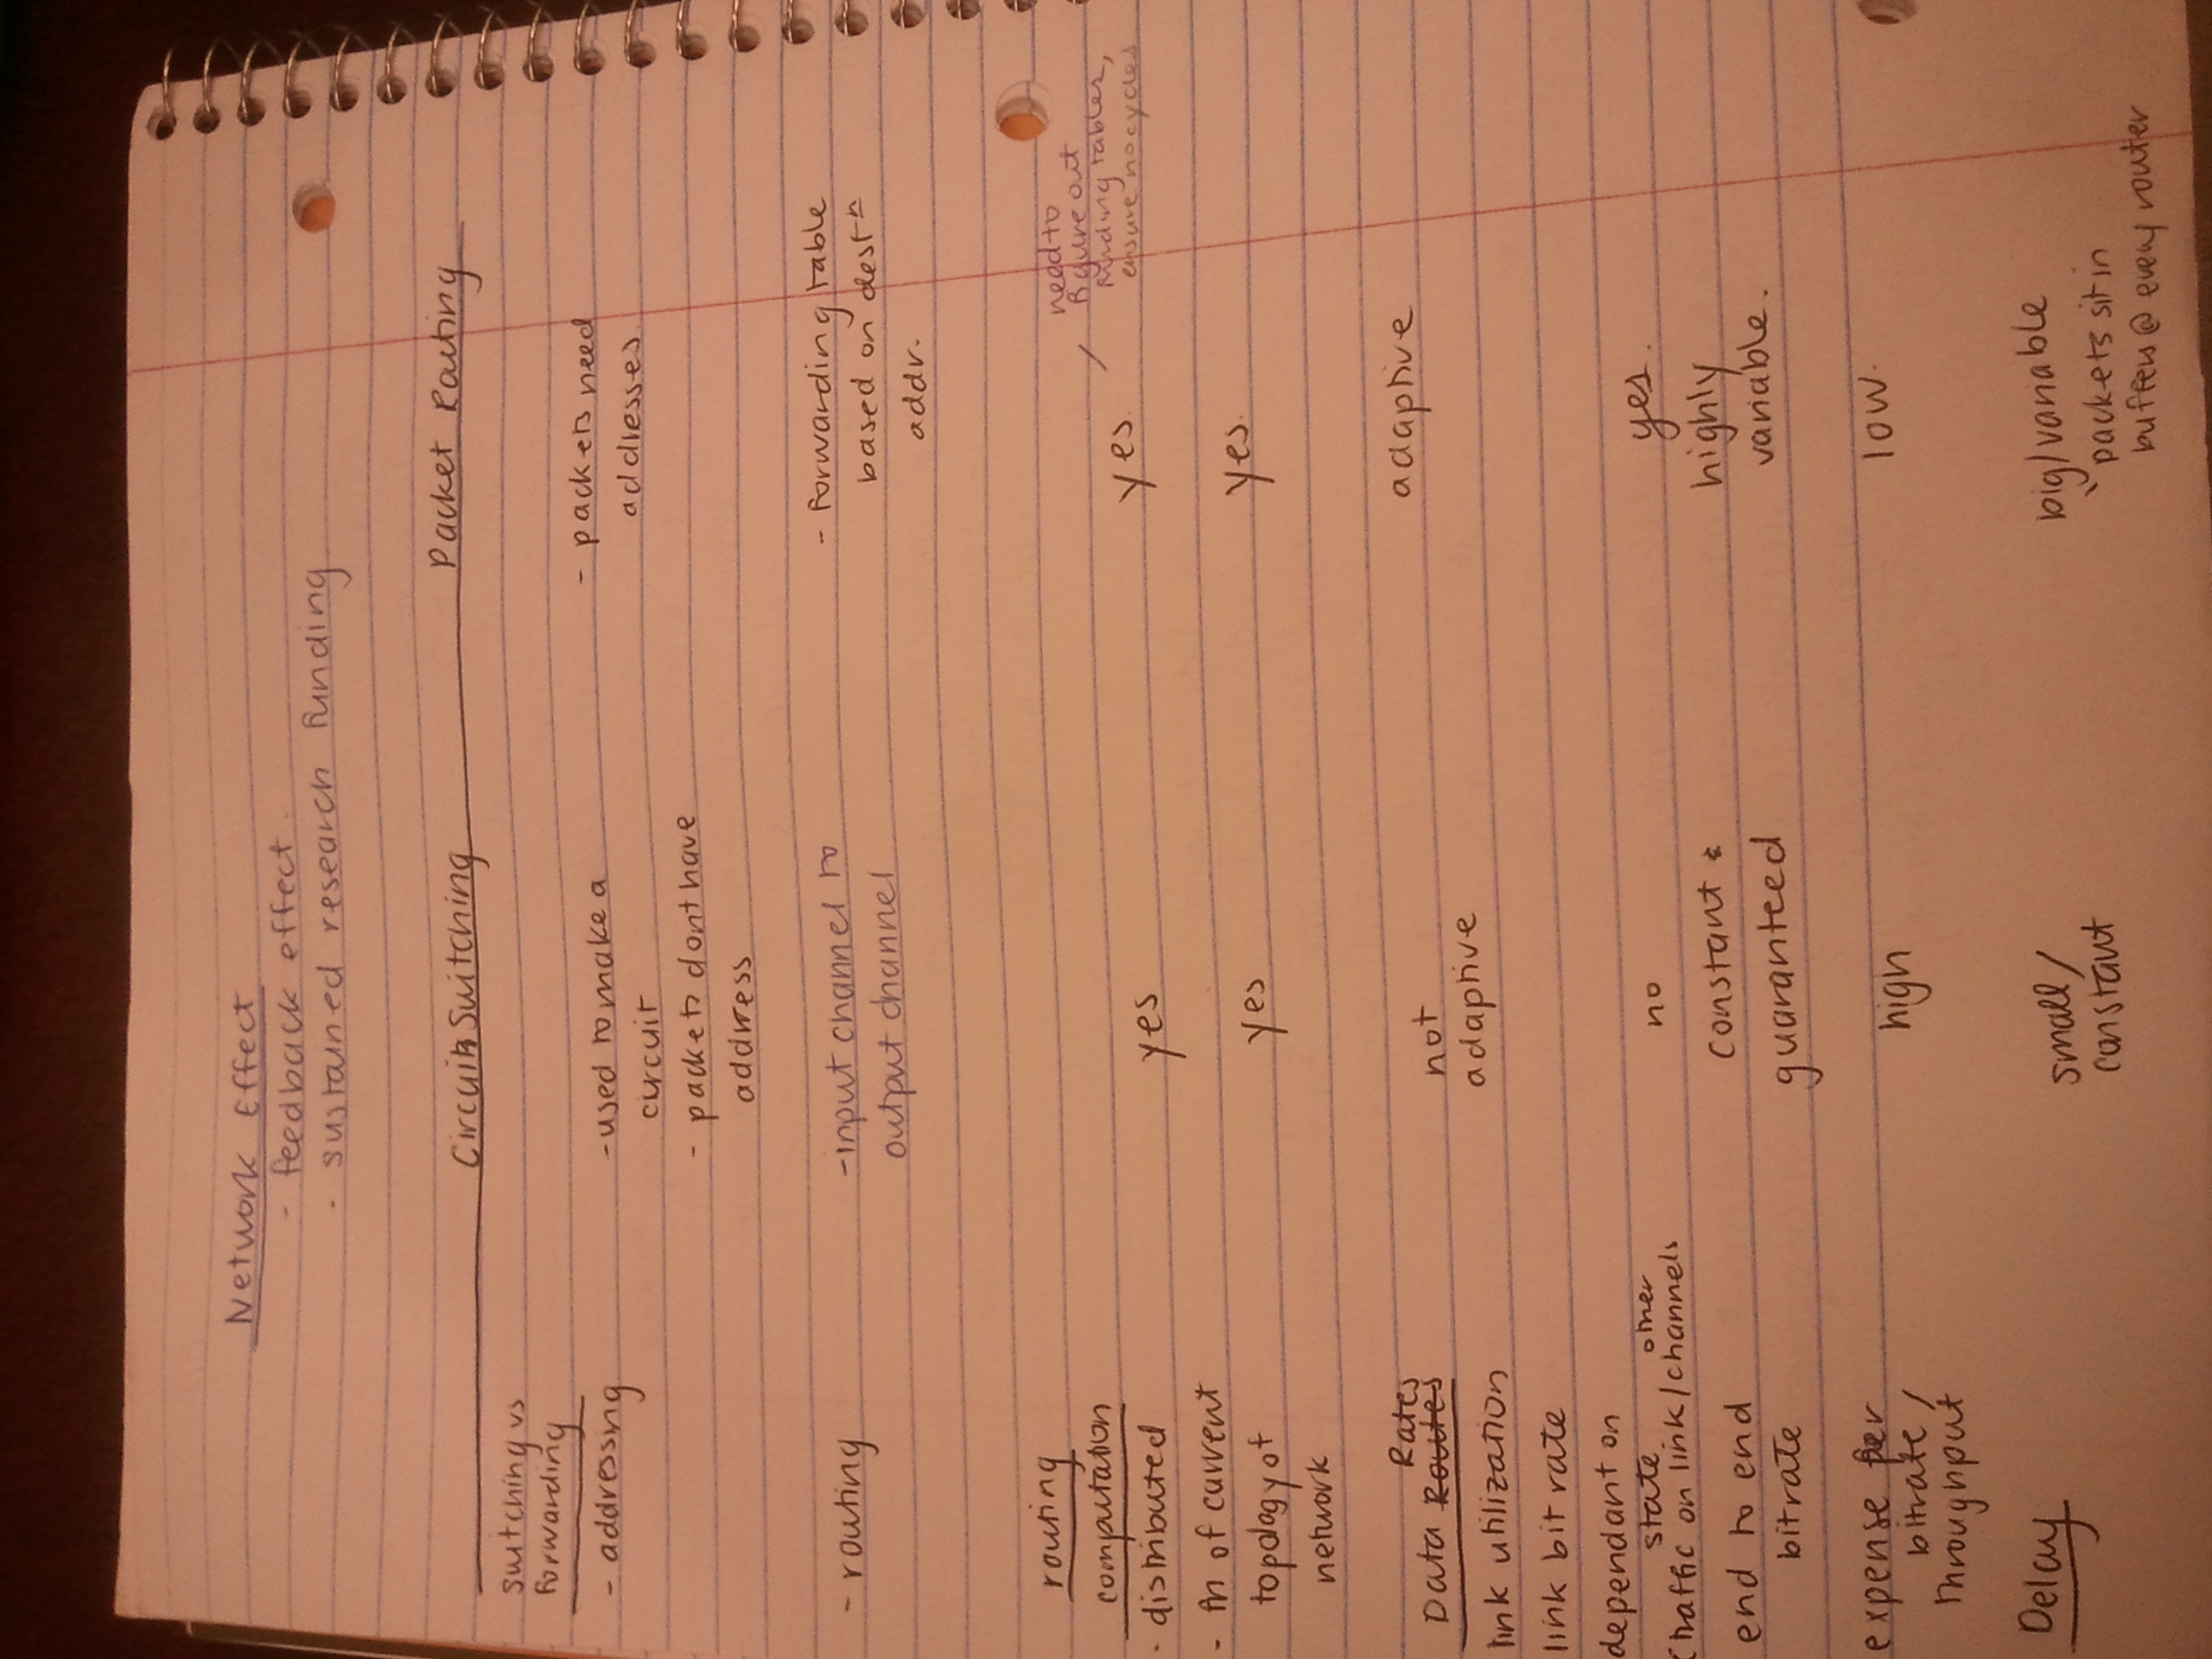 Network Effect
- feedback effect
- sustained research funding
Circuit Switching Packet Routing
switching vs
forwarding
- addressing -used to make a - packets need
circuit addresses
- packets dont have
address
- routing -input channel to - forwarding table
output channel based on destn
addr.
routing
computation
need to
figure out
tables,
ensure no cycles
- distributed yes yes
- fn of current
topology of yes yes.
network
Rates
Data Routes not adaptive
adaptive
link utilization
link bit rate
dependant on
state other no yes.
(traffic on link/channels
end to end constant & highly
bitrate guaranteed variable.
expense per high low.
bitrate /
throughput
Delay small/ big/variable
constant packets sit in
buffers @ every router